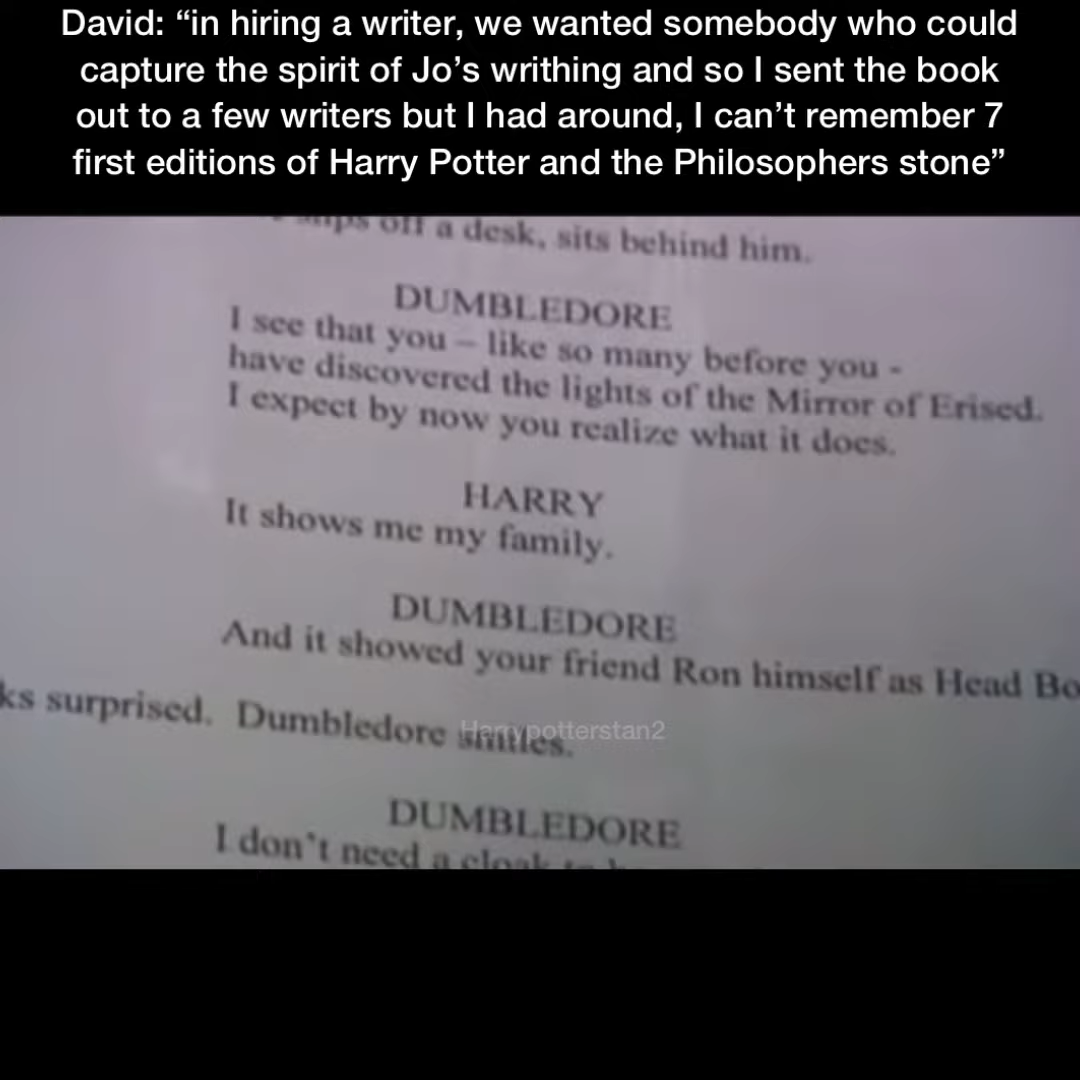 David: “in hiring a writer, we wanted somebody who could
capture the spirit of Jo’s writhing and so I sent the book
out to a few writers but I had around, I can’t remember 7
first editions of Harry Potter and the Philosophers stone”
off a desk, sits behind him.
DUMBLEDORE
I see that you – like so many before you -
have discovered the lights of the Mirror of Erised.
I expect by now you realize what it does.
HARRY
It shows me my family.
DUMBLEDORE
And it showed your friend Ron himself as Head Bo
ks surprised. Dumbledore smiles.
Harrypotterstan2
DUMBLEDORE
I don’t need a cloak